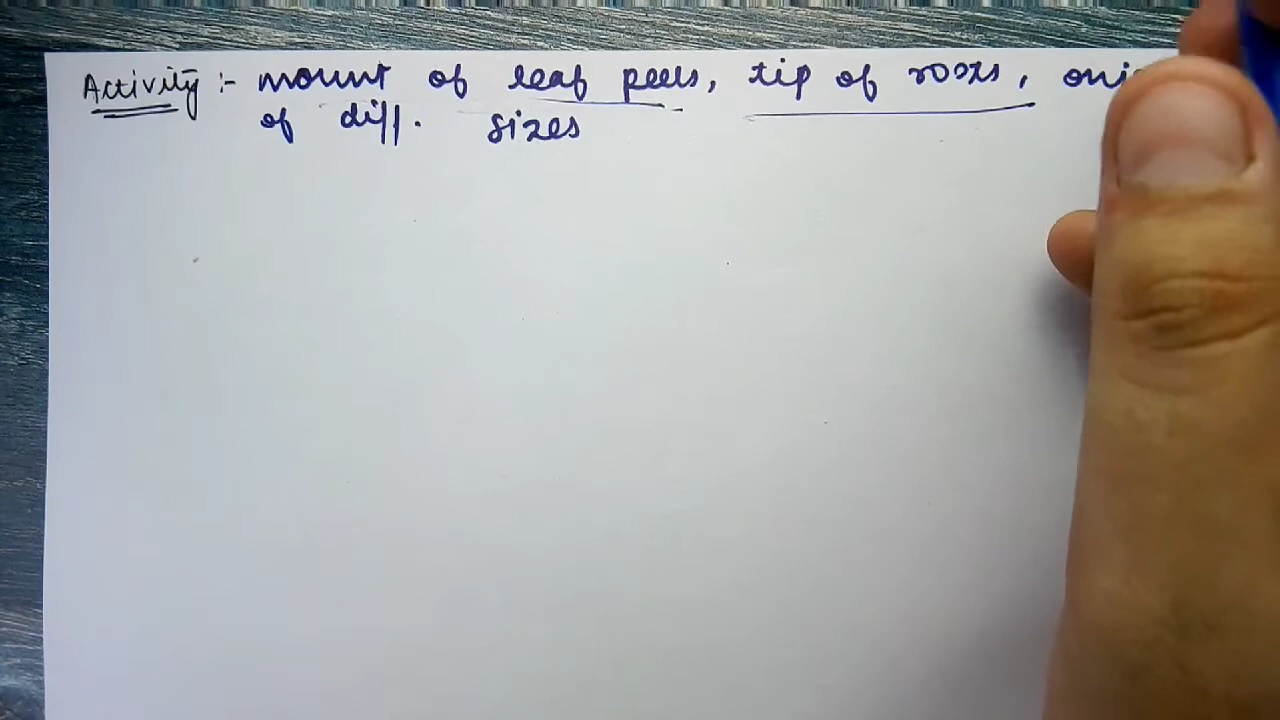 Activity :- mount of leaf peels, tip of roots,
of diff. sizes